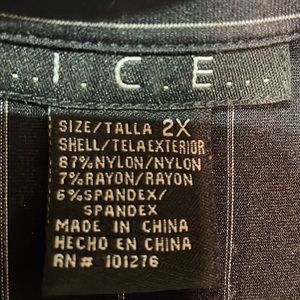 ...I.C.E...
SIZE/TALLA 2X
SHELL/TELA EXTERIOR
87%NYLON/NYLON
7%RAYON/RAYON
6%SPANDEX/
SPANDEX
MADE IN CHINA
HECHO EN CHINA
RN# 101276